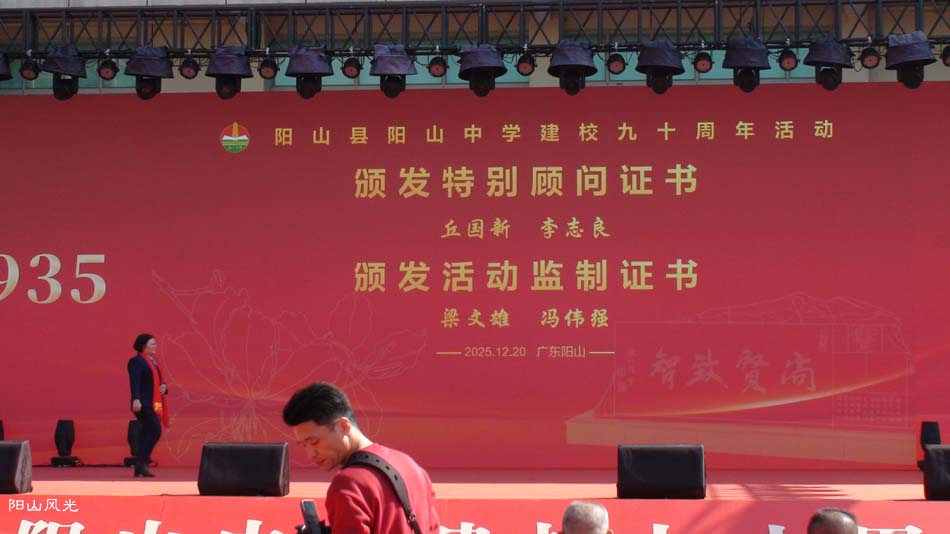 阳山县阳山中学建校九十周年活动
颁发特别顾问证书
丘国新 李志良
935
颁发活动监制证书
梁文雄 冯伟强
2025.12.20 广东阳山
智致贤尚
阳山风光